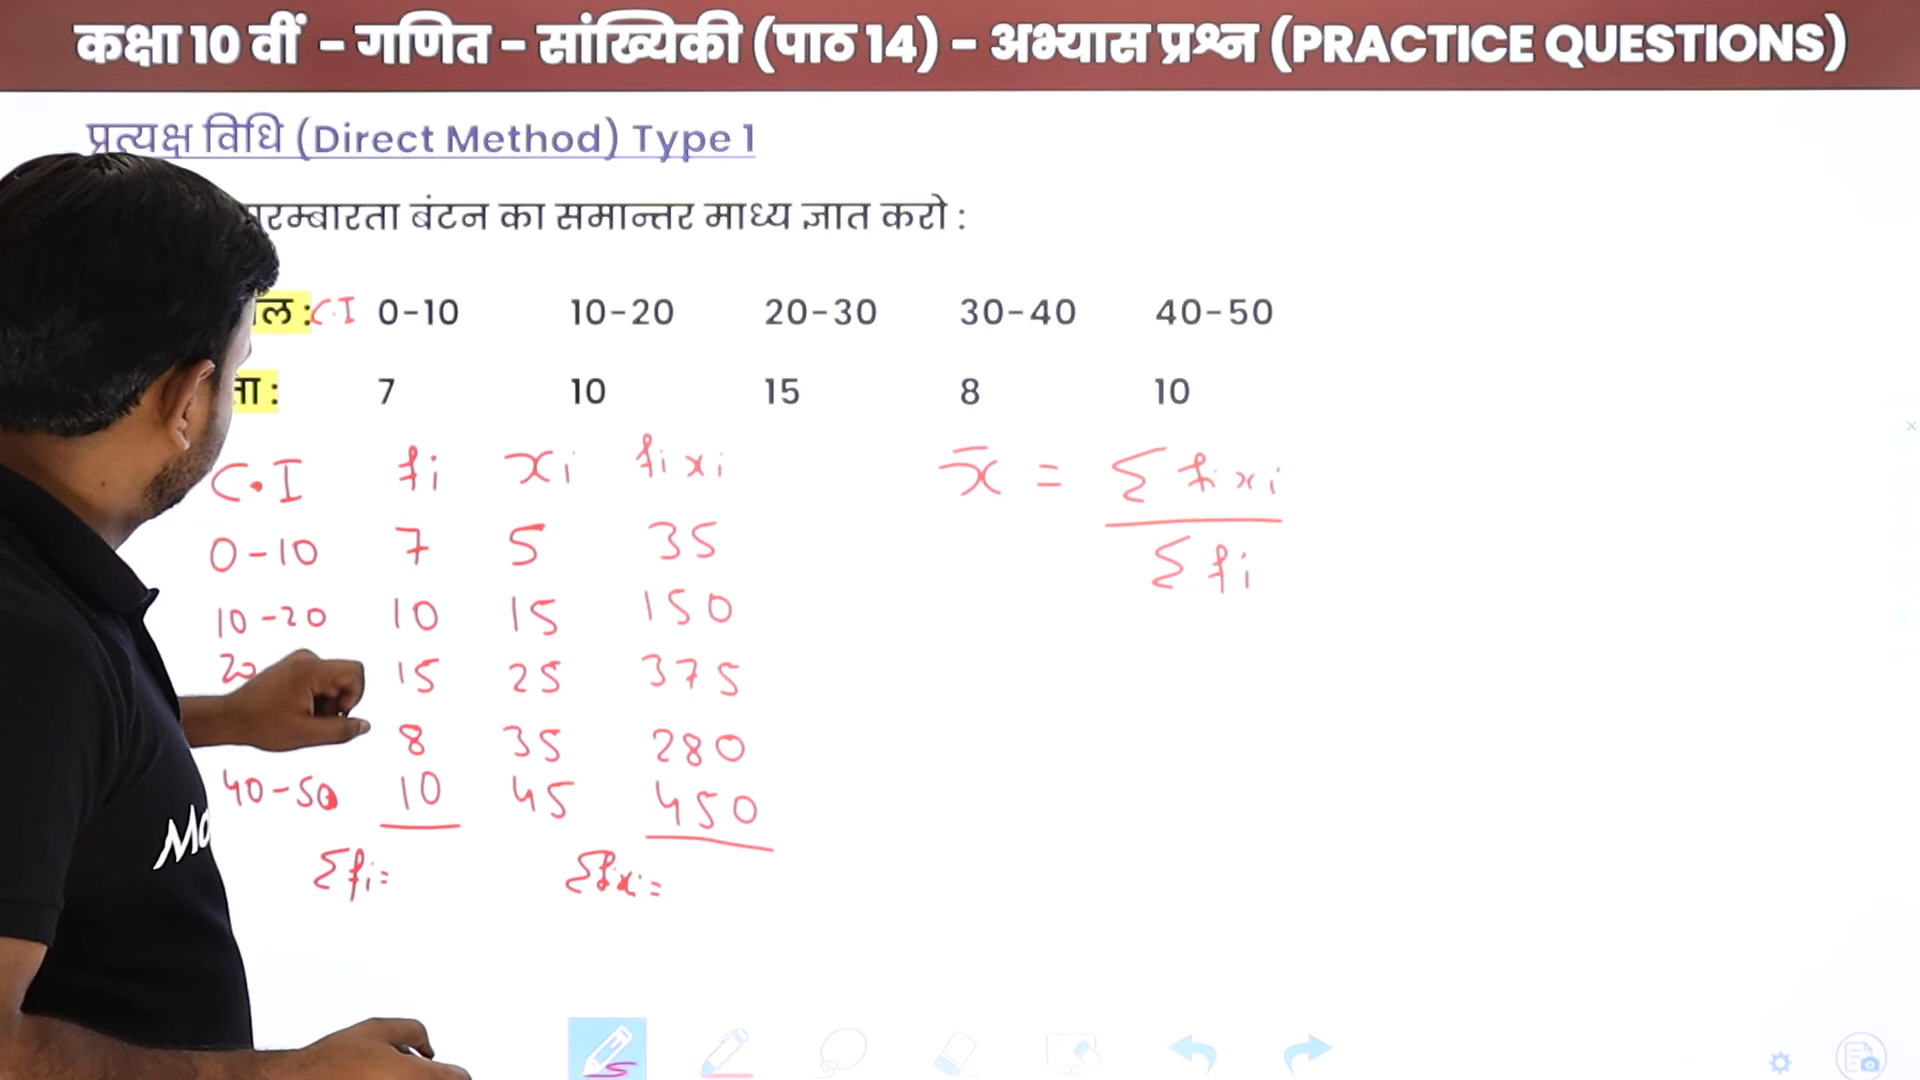 कक्षा 10 वीं - गणित - सांख्यिकी (पाठ 14) - अभ्यास प्रश्न (PRACTICE QUESTIONS)
प्रत्यक्ष विधि (Direct Method) Type 1
बंटन का समान्तर माध्य ज्ञात करो :
C.I 0-10 10-20 20-30 30-40 40-50
7 10 15 8 10
C.I fi xi fixi
x̄ = Σfixi / Σfi
0-10 7 5 35
10-20 10 15 150
20 15 25 375
8 35 280
40-50 10 45 450
Σfi= Σfixi=